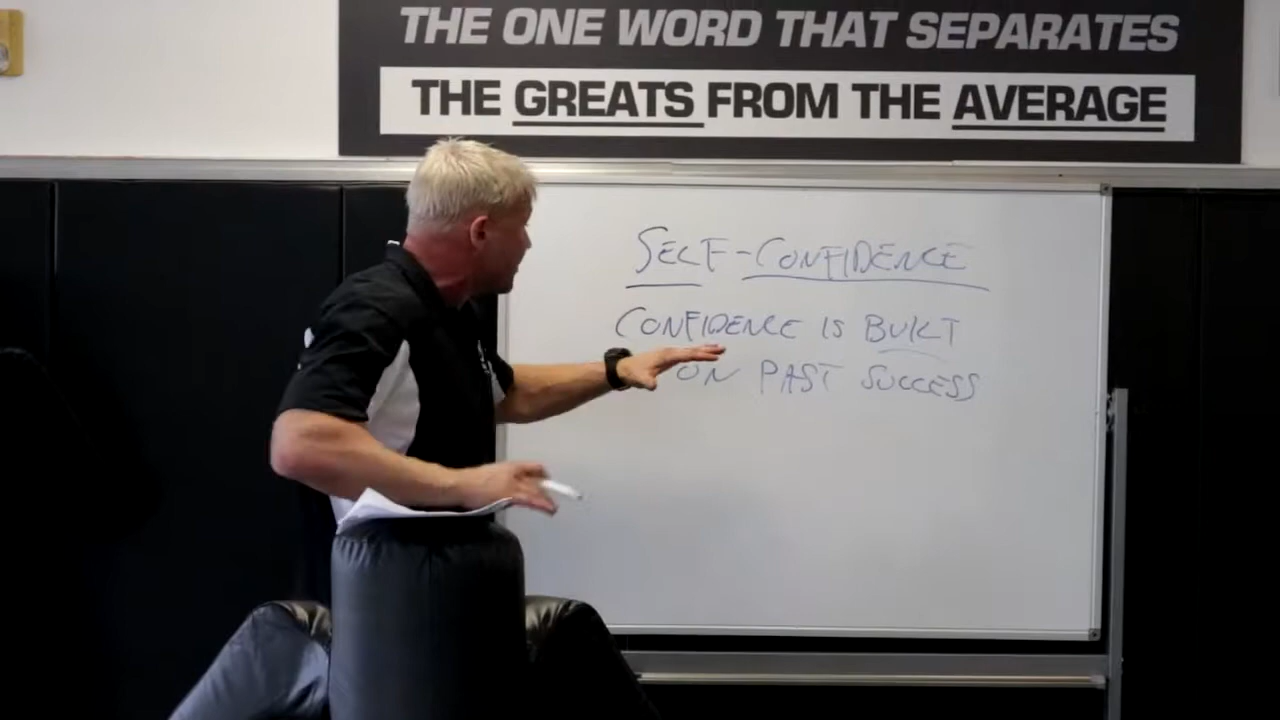 THE ONE WORD THAT SEPARATES
THE GREATS FROM THE AVERAGE
SELF-CONFIDENCE
CONFIDENCE IS BUILT
ON PAST SUCCESS